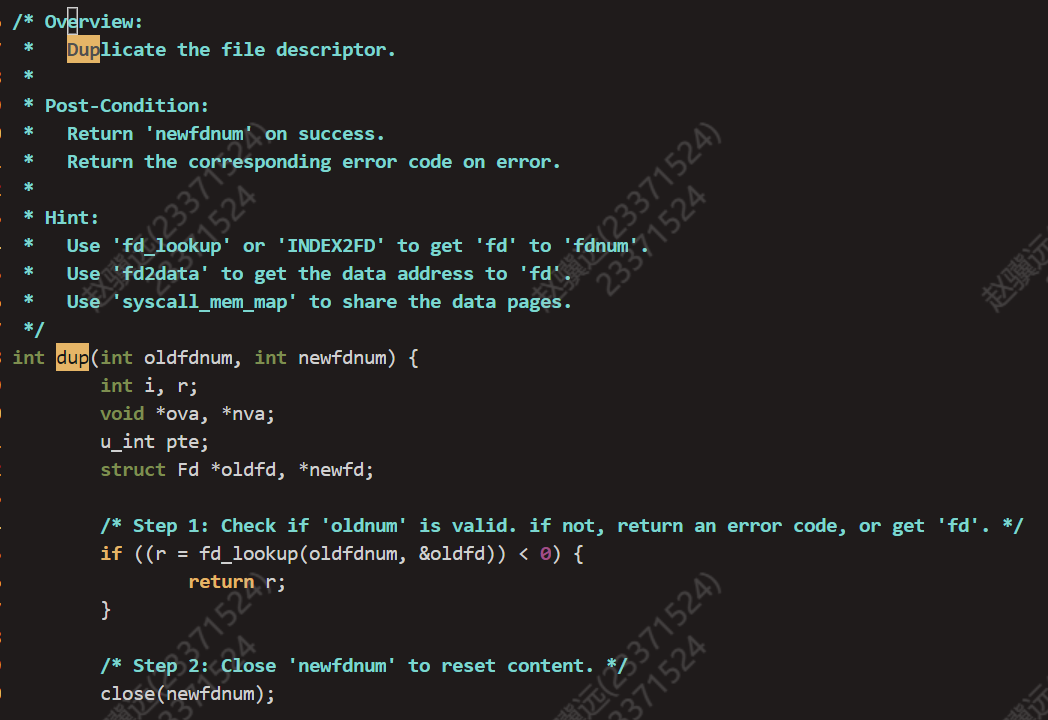 /* Overview:
 *   Duplicate the file descriptor.
 *
 * Post-Condition:
 *   Return 'newfdnum' on success.
 *   Return the corresponding error code on error.
 *
 * Hint:
 *   Use 'fd_lookup' or 'INDEX2FD' to get 'fd' to 'fdnum'.
 *   Use 'fd2data' to get the data address to 'fd'.
 *   Use 'syscall_mem_map' to share the data pages.
 */
int dup(int oldfdnum, int newfdnum) {
        int i, r;
        void *ova, *nva;
        u_int pte;
        struct Fd *oldfd, *newfd;

        /* Step 1: Check if 'oldnum' is valid. if not, return an error code, or get 'fd'. */
        if ((r = fd_lookup(oldfdnum, &oldfd)) < 0) {
                return r;
        }

        /* Step 2: Close 'newfdnum' to reset content. */
        close(newfdnum);
赵骥远(23371524)
23371524
赵骥远(23371524)
23371524
赵骥远
赵骥远(23371524)
23371524
赵骥远(23371524)
23371524